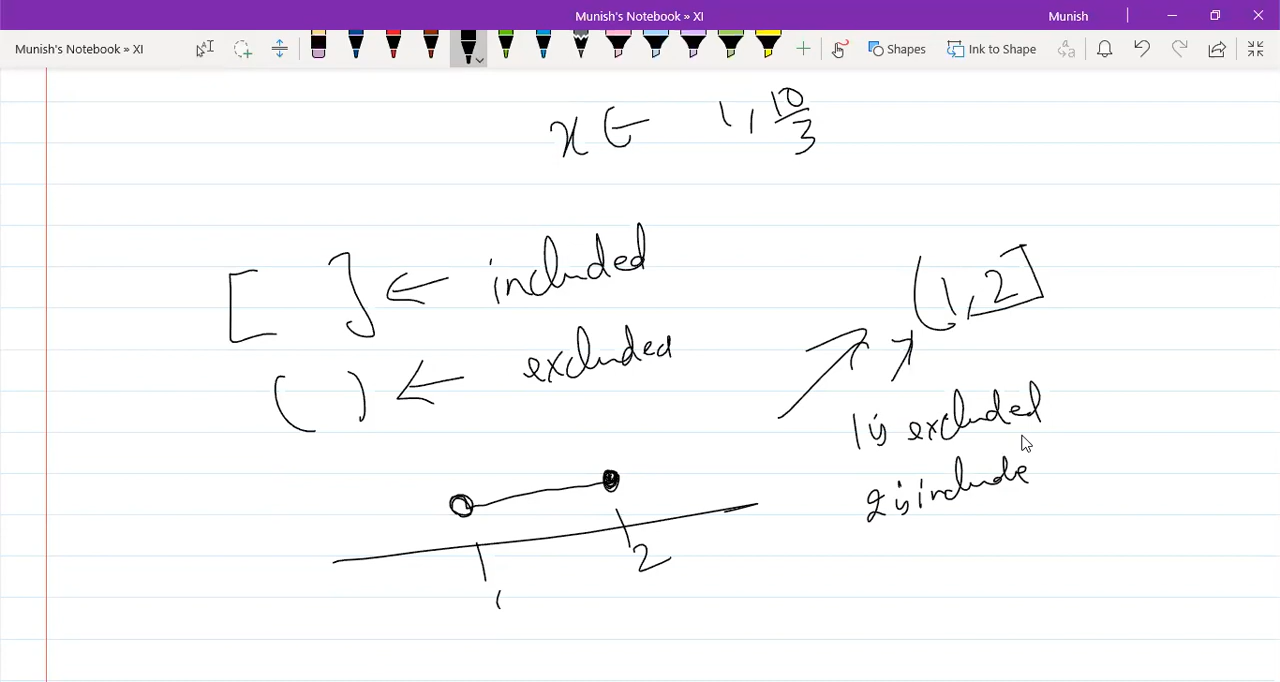 Munish's Notebook » XI
Munish
Munish's Notebook » XI
Shapes
Ink to Shape
x ∈ 1, 10/3
[ ] ← included
( ) ← excluded
(1, 2]
1 is excluded
2 is include
1
2